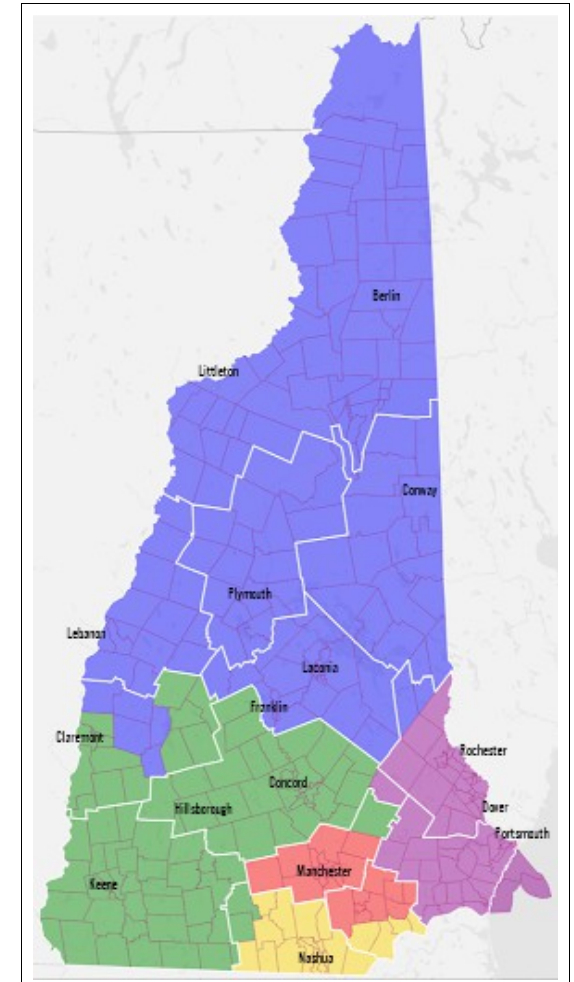 Berlin
Littleton
Conway
Plymouth
Lebanon
Laconia
Franklin
Claremont
Rochester
Concord
Hillsborough
Dover
Portsmouth
Manchester
Keene
Nashua